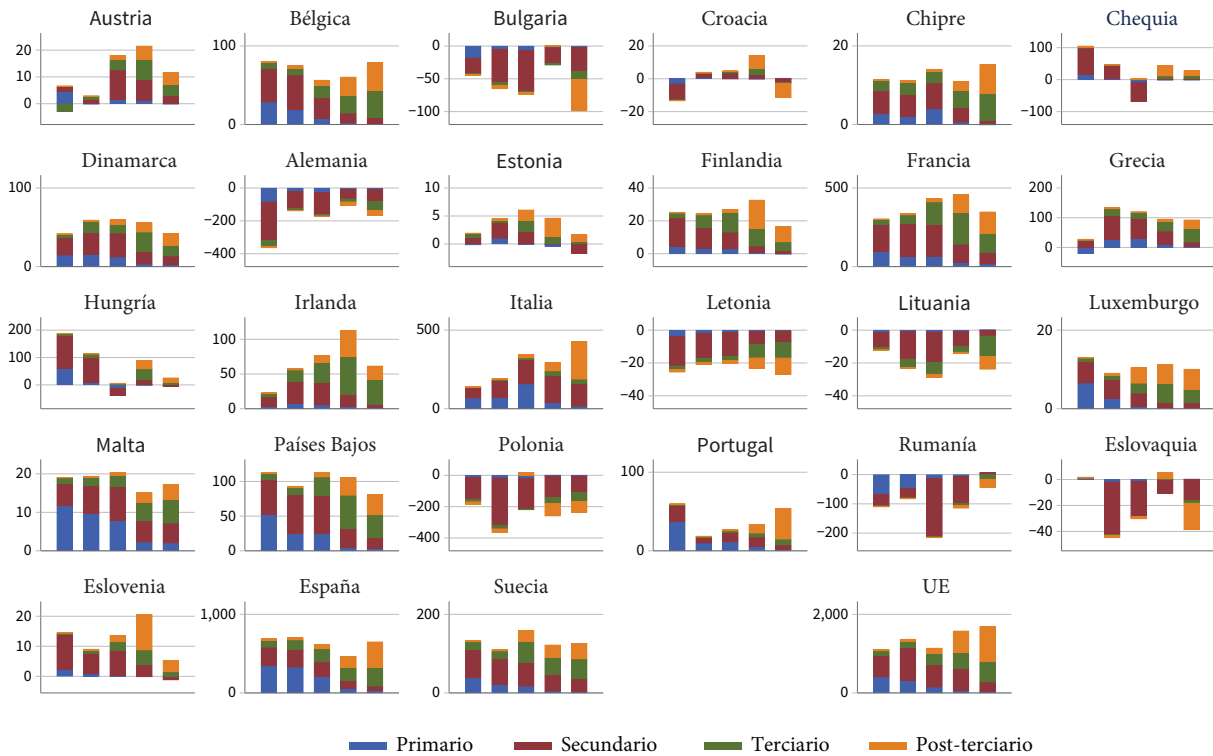 Austria Bélgica Bulgaria Croacia Chipre Chequia
20 10 0
100 0
0 −50 −100
20 0 −20
20 0
100 0 −100
Dinamarca Alemania Estonia Finlandia Francia Grecia
100 0
0 −200 −400
10 5 0
40 20 0
500 0
200 100 0
Hungría Irlanda Italia Letonia Lituania Luxemburgo
200 100 0
100 50 0
500 0
0 −20 −40
0 −20 −40
20 0
Malta Países Bajos Polonia Portugal Rumanía Eslovaquia
20 10 0
100 50 0
0 −200 −400
100 0
0 −100 −200
0 −20 −40
Eslovenia España Suecia UE
20 10 0
1,000 0
200 0
2,000 0
Primario Secundario Terciario Post-terciario